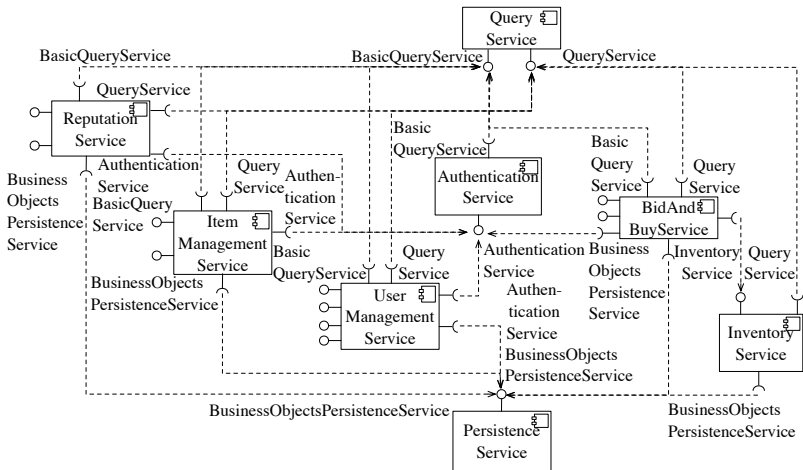 Query
Service
BasicQueryService
BasicQueryService
QueryService
QueryService
Reputation
Service
Basic
QueryService
Basic
Query
Service
Authentication
Service
Query
Service
Authen-
tication
Service
Authentication
Service
Query
Service
Business
Objects
Persistence
Service
BasicQuery
Service
Item
Management
Service
BidAnd
BuyService
Basic
QueryService
Query
Service
Authentication
Service
Business
Objects
Persistence
Service
Inventory
Service
Query
Service
BusinessObjects
PersistenceService
User
Management
Service
Authen-
tication
Service
Inventory
Service
BusinessObjects
PersistenceService
BusinessObjectsPersistenceService
BusinessObjects
PersistenceService
Persistence
Service